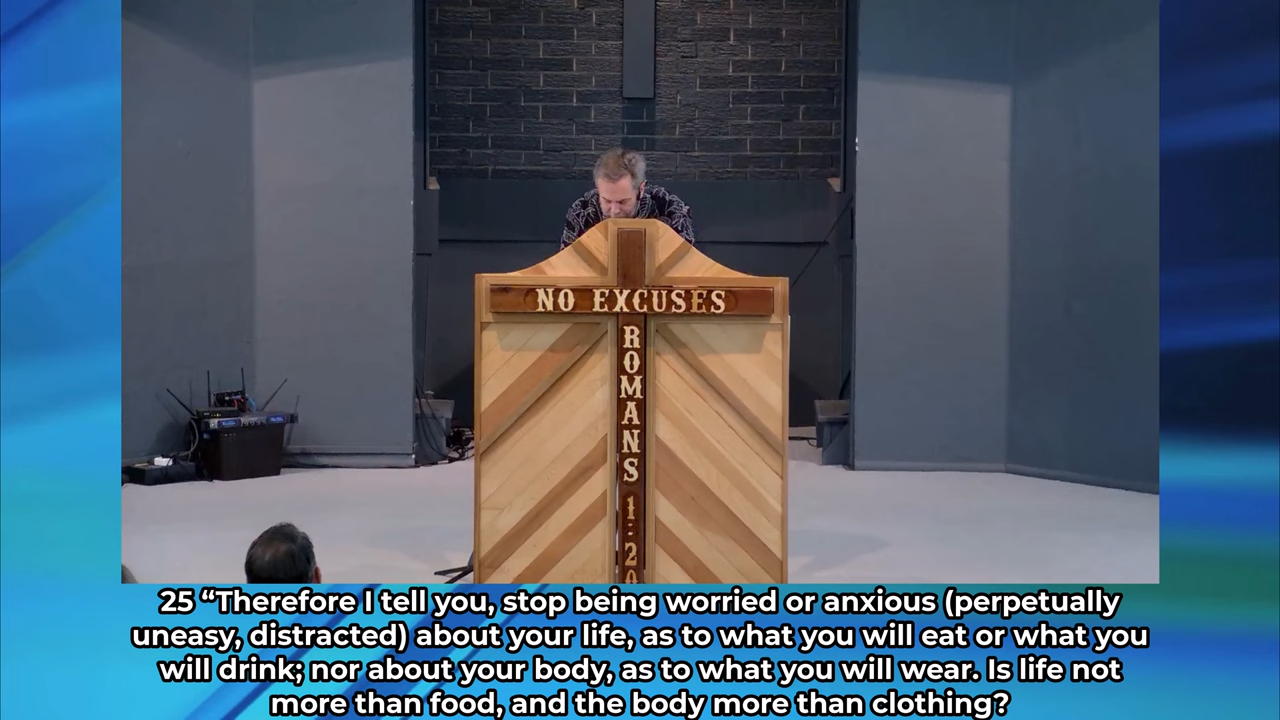 NO EXCUSES
ROMANS 1:20
25 “Therefore I tell you, stop being worried or anxious (perpetually
uneasy, distracted) about your life, as to what you will eat or what you
will drink; nor about your body, as to what you will wear. Is life not
more than food, and the body more than clothing?